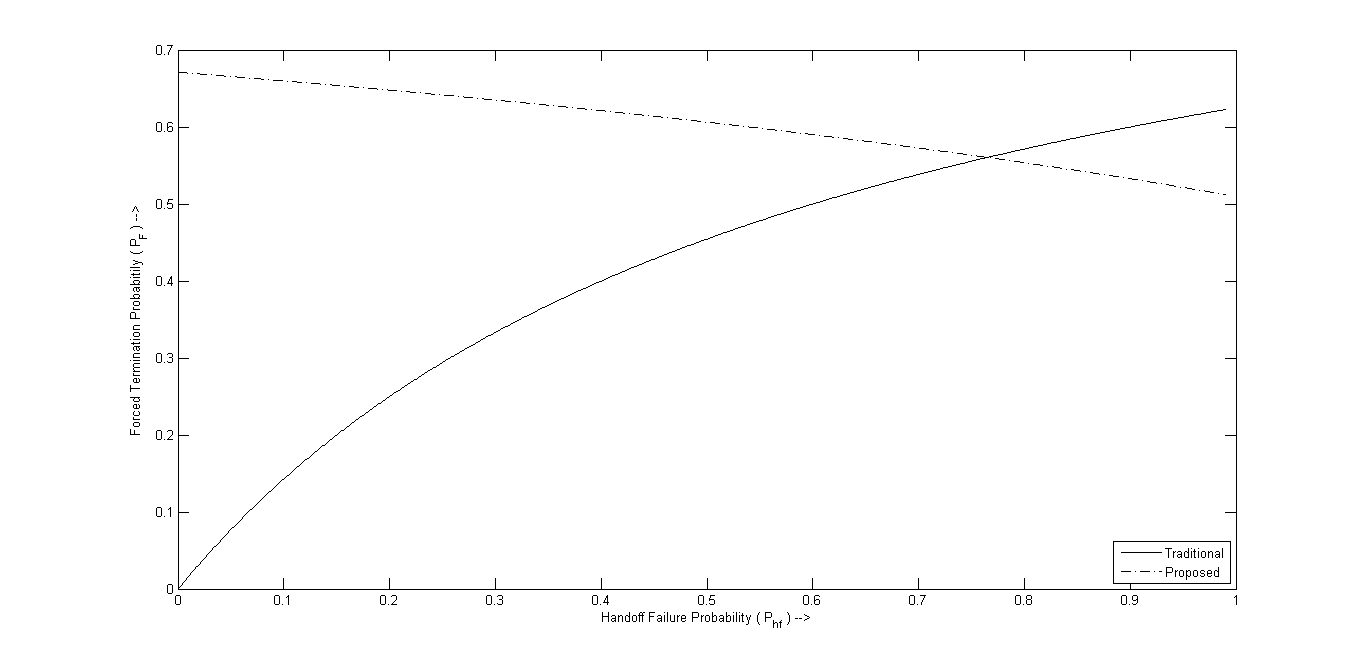 0.7
0.6
0.5
0.4
0.3
0.2
0.1
0
Forced Termination Probabitily ( P_F ) -->
0 0.1 0.2 0.3 0.4 0.5 0.6 0.7 0.8 0.9 1
Handoff Failure Probability ( P_hf ) -->
Traditional
Proposed